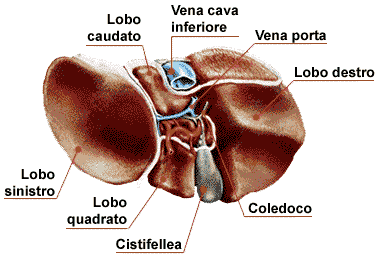 Lobo
caudato
Vena cava
inferiore
Vena porta
Lobo destro
Lobo
sinistro
Lobo
quadrato
Cistifellea
Coledoco